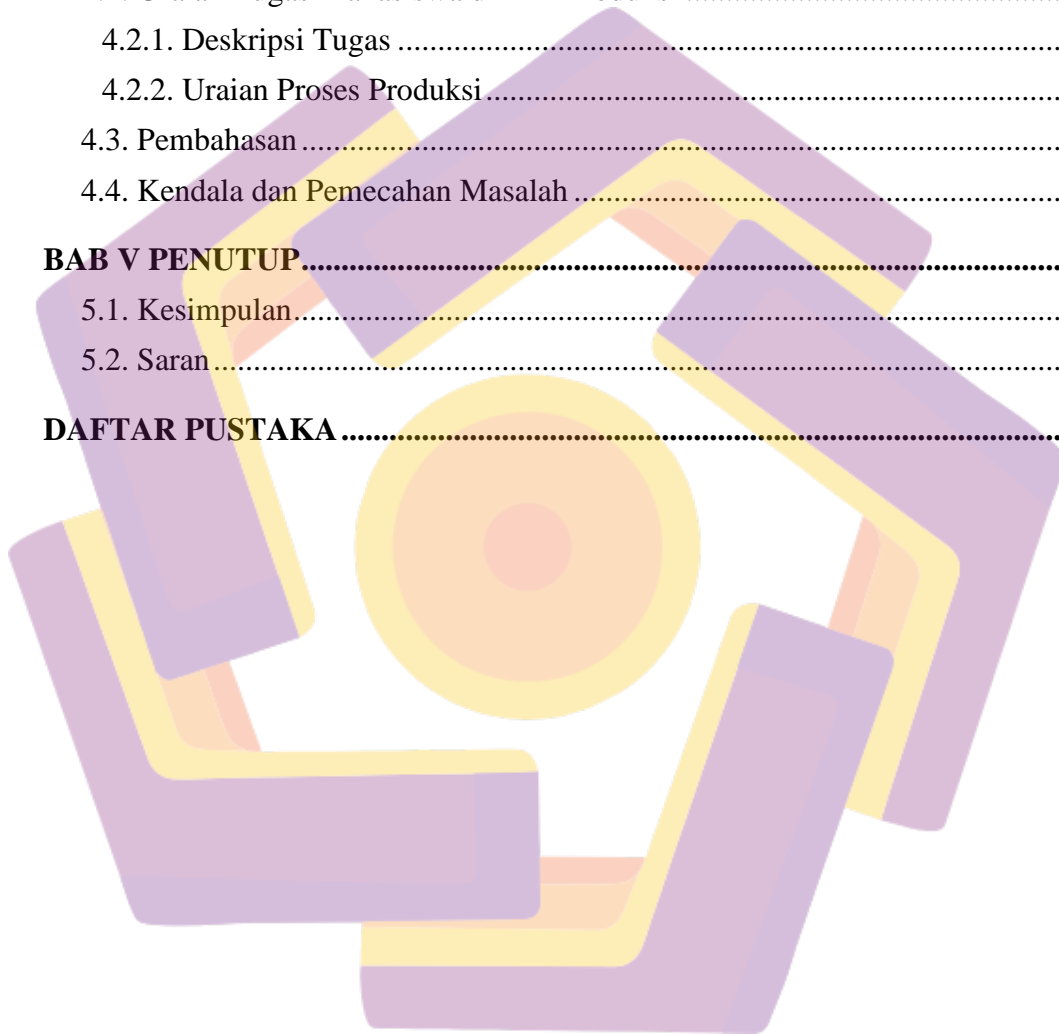 4.2.1. Deskripsi Tugas ..........................................................................................
4.2.2. Uraian Proses Produksi..............................................................................
4.3. Pembahasan ....................................................................................................
4.4. Kendala dan Pemecahan Masalah ..................................................................
BAB V PENUTUP................................................................................................
5.1. Kesimpulan.....................................................................................................
5.2. Saran ...............................................................................................................
DAFTAR PUSTAKA ...........................................................................................